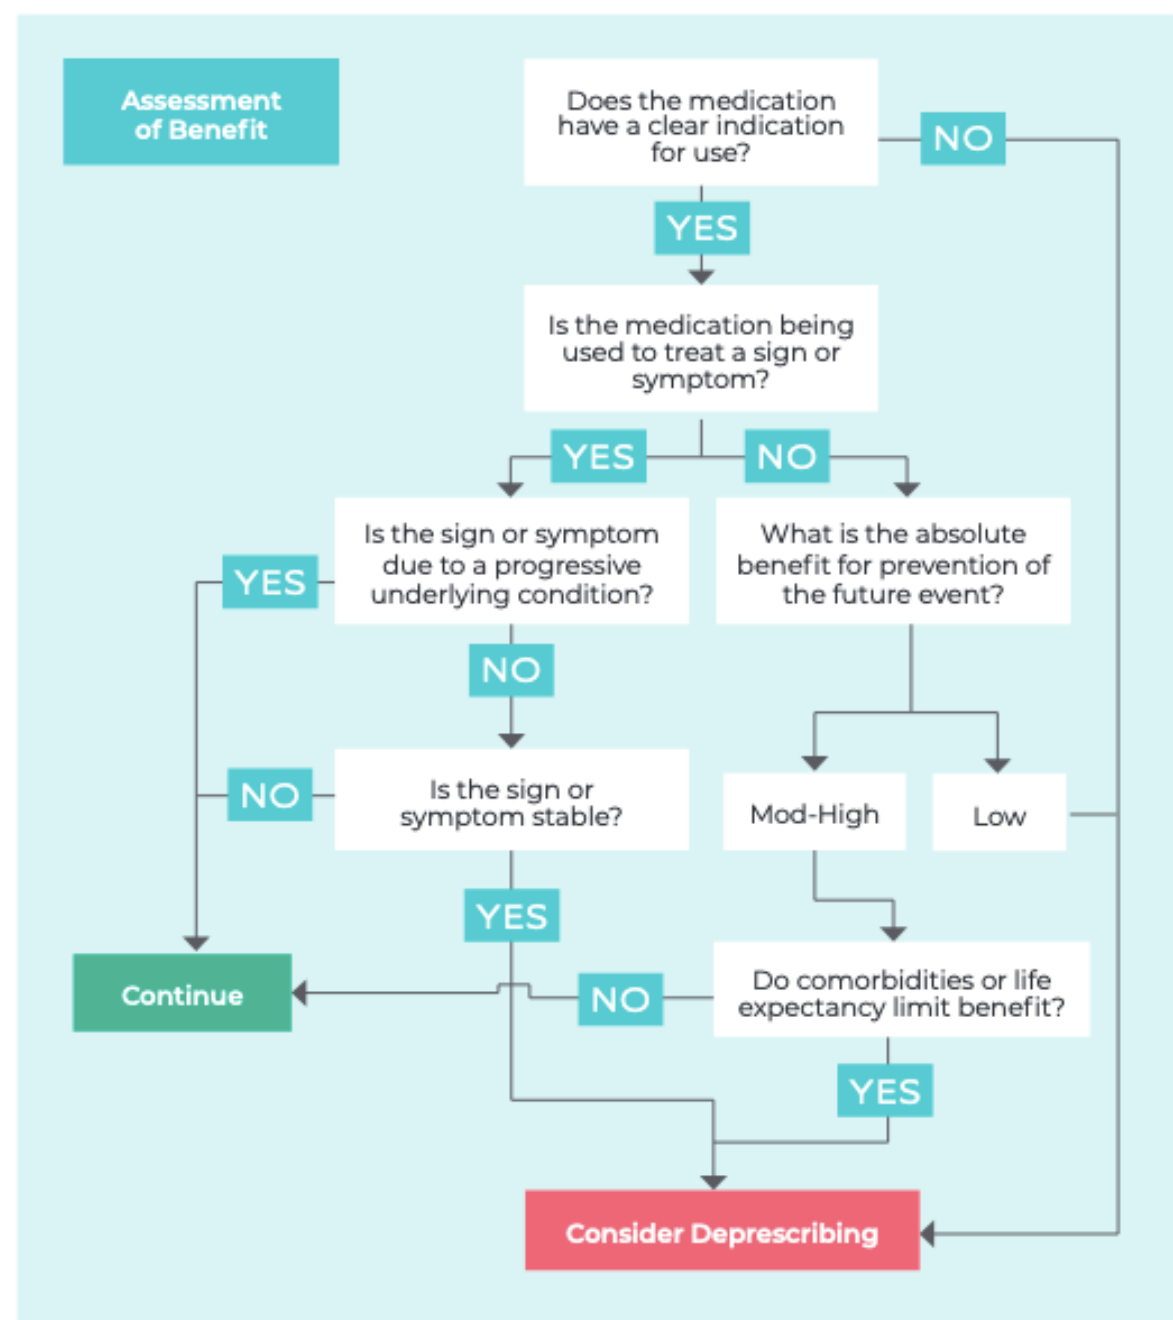 Assessment
of Benefit
Does the medication
have a clear indication
for use?
NO
YES
Is the medication being
used to treat a sign or
symptom?
YES
NO
Is the sign or symptom
due to a progressive
underlying condition?
What is the absolute
benefit for prevention of
the future event?
YES
NO
Is the sign or
symptom stable?
NO
Mod-High
Low
YES
Continue
Do comorbidities or life
expectancy limit benefit?
NO
YES
Consider Deprescribing